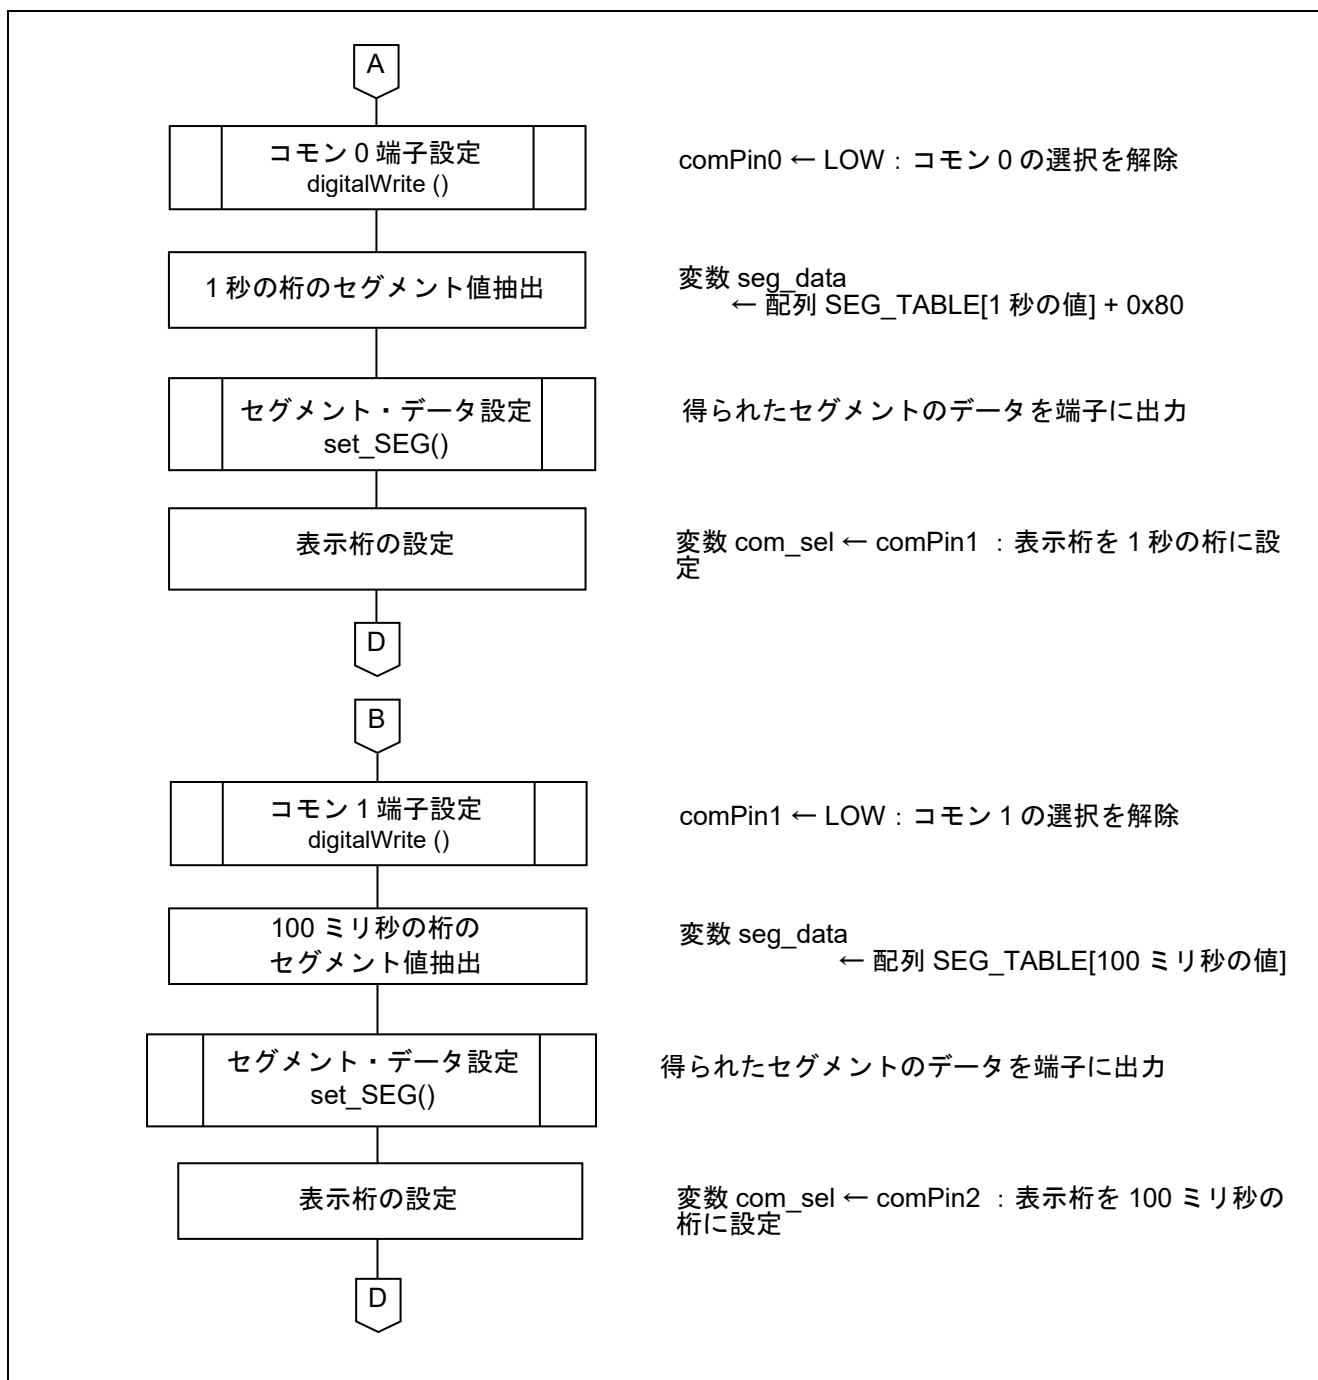 A
コモン 0 端子設定
digitalWrite ()
comPin0 ← LOW：コモン 0 の選択を解除
1 秒の桁のセグメント値抽出
変数 seg_data
← 配列 SEG_TABLE[1 秒の値] + 0x80
セグメント・データ設定
set_SEG()
得られたセグメントのデータを端子に出力
表示桁の設定
変数 com_sel ← comPin1 ：表示桁を 1 秒の桁に設
定
D
B
コモン 1 端子設定
digitalWrite ()
comPin1 ← LOW：コモン 1 の選択を解除
100 ミリ秒の桁の
セグメント値抽出
変数 seg_data
← 配列 SEG_TABLE[100 ミリ秒の値]
セグメント・データ設定
set_SEG()
得られたセグメントのデータを端子に出力
表示桁の設定
変数 com_sel ← comPin2 ：表示桁を 100 ミリ秒の
桁に設定
D